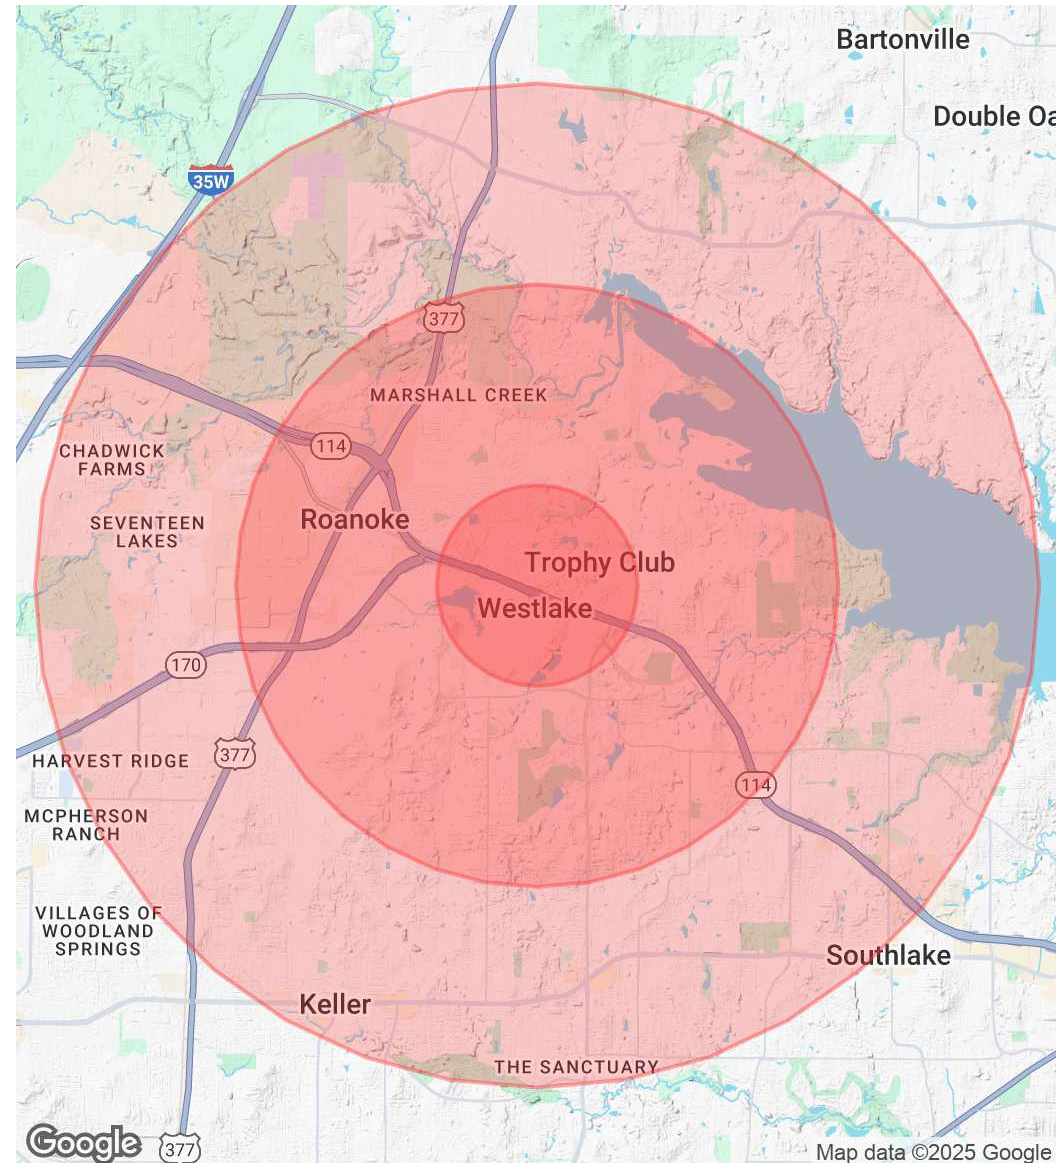 Bartonville
Double Oa
35W
377
MARSHALL CREEK
114
CHADWICK
FARMS
Roanoke
SEVENTEEN
LAKES
Trophy Club
Westlake
170
377
HARVEST RIDGE
114
MCPHERSON
RANCH
VILLAGES OF
WOODLAND
SPRINGS
Southlake
Keller
THE SANCTUARY
Google
377
Map data ©2025 Google